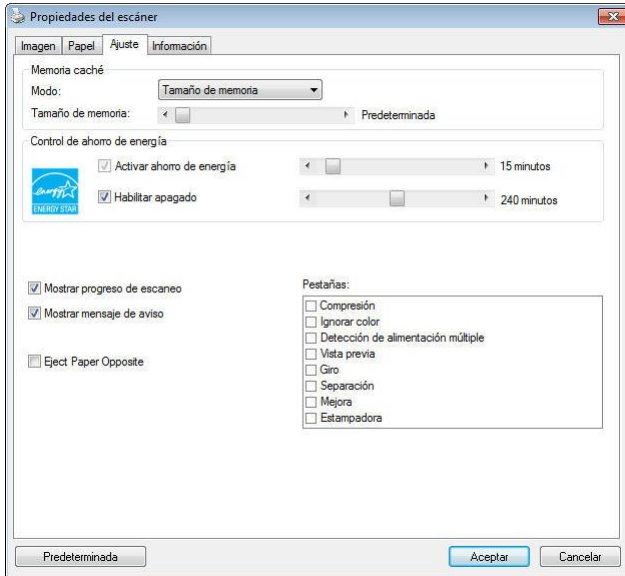 Propiedades del escáner
Imagen Papel Ajuste Información
Memoria caché
Modo: Tamaño de memoria
Tamaño de memoria: Predeterminada
Control de ahorro de energía
Activar ahorro de energía 15 minutos
Habilitar apagado 240 minutos
energy
ENERGY STAR
Mostrar progreso de escaneo
Mostrar mensaje de aviso
Eject Paper Opposite
Pestañas:
Compresión
Ignorar color
Detección de alimentación múltiple
Vista previa
Giro
Separación
Mejora
Estampadora
Predeterminada Aceptar Cancelar